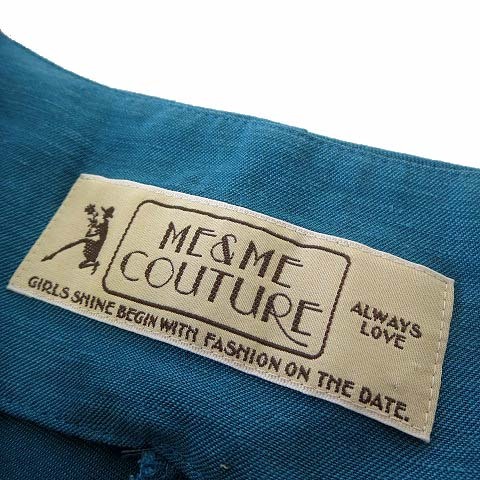 ME&ME
COUTURE
ALWAYS
LOVE
GIRLS SHINE BEGIN WITH FASHION ON THE DATE.